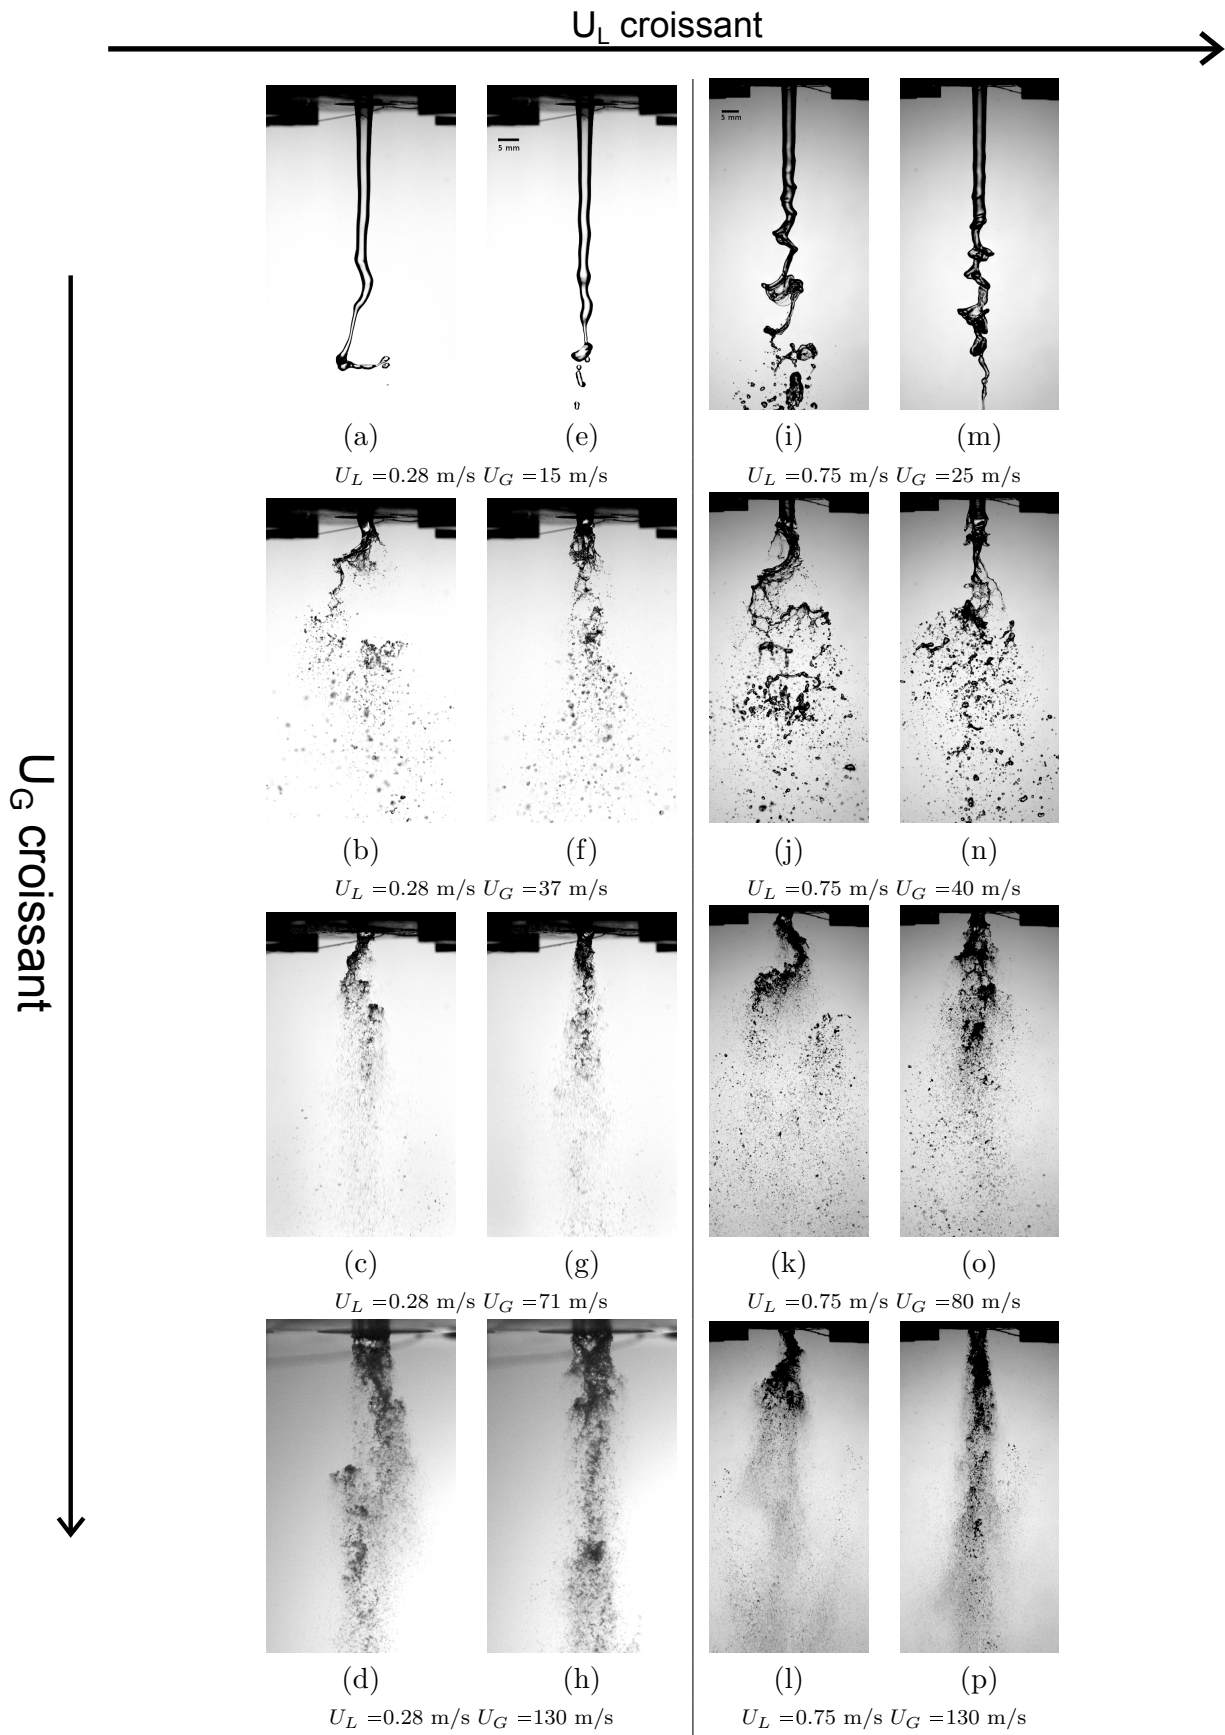 U_L croissant
U_G croissant
5 mm
5 mm
(a) (e) (i) (m)
U_L =0.28 m/s U_G =15 m/s U_L =0.75 m/s U_G =25 m/s
(b) (f) (j) (n)
U_L =0.28 m/s U_G =37 m/s U_L =0.75 m/s U_G =40 m/s
(c) (g) (k) (o)
U_L =0.28 m/s U_G =71 m/s U_L =0.75 m/s U_G =80 m/s
(d) (h) (l) (p)
U_L =0.28 m/s U_G =130 m/s U_L =0.75 m/s U_G =130 m/s